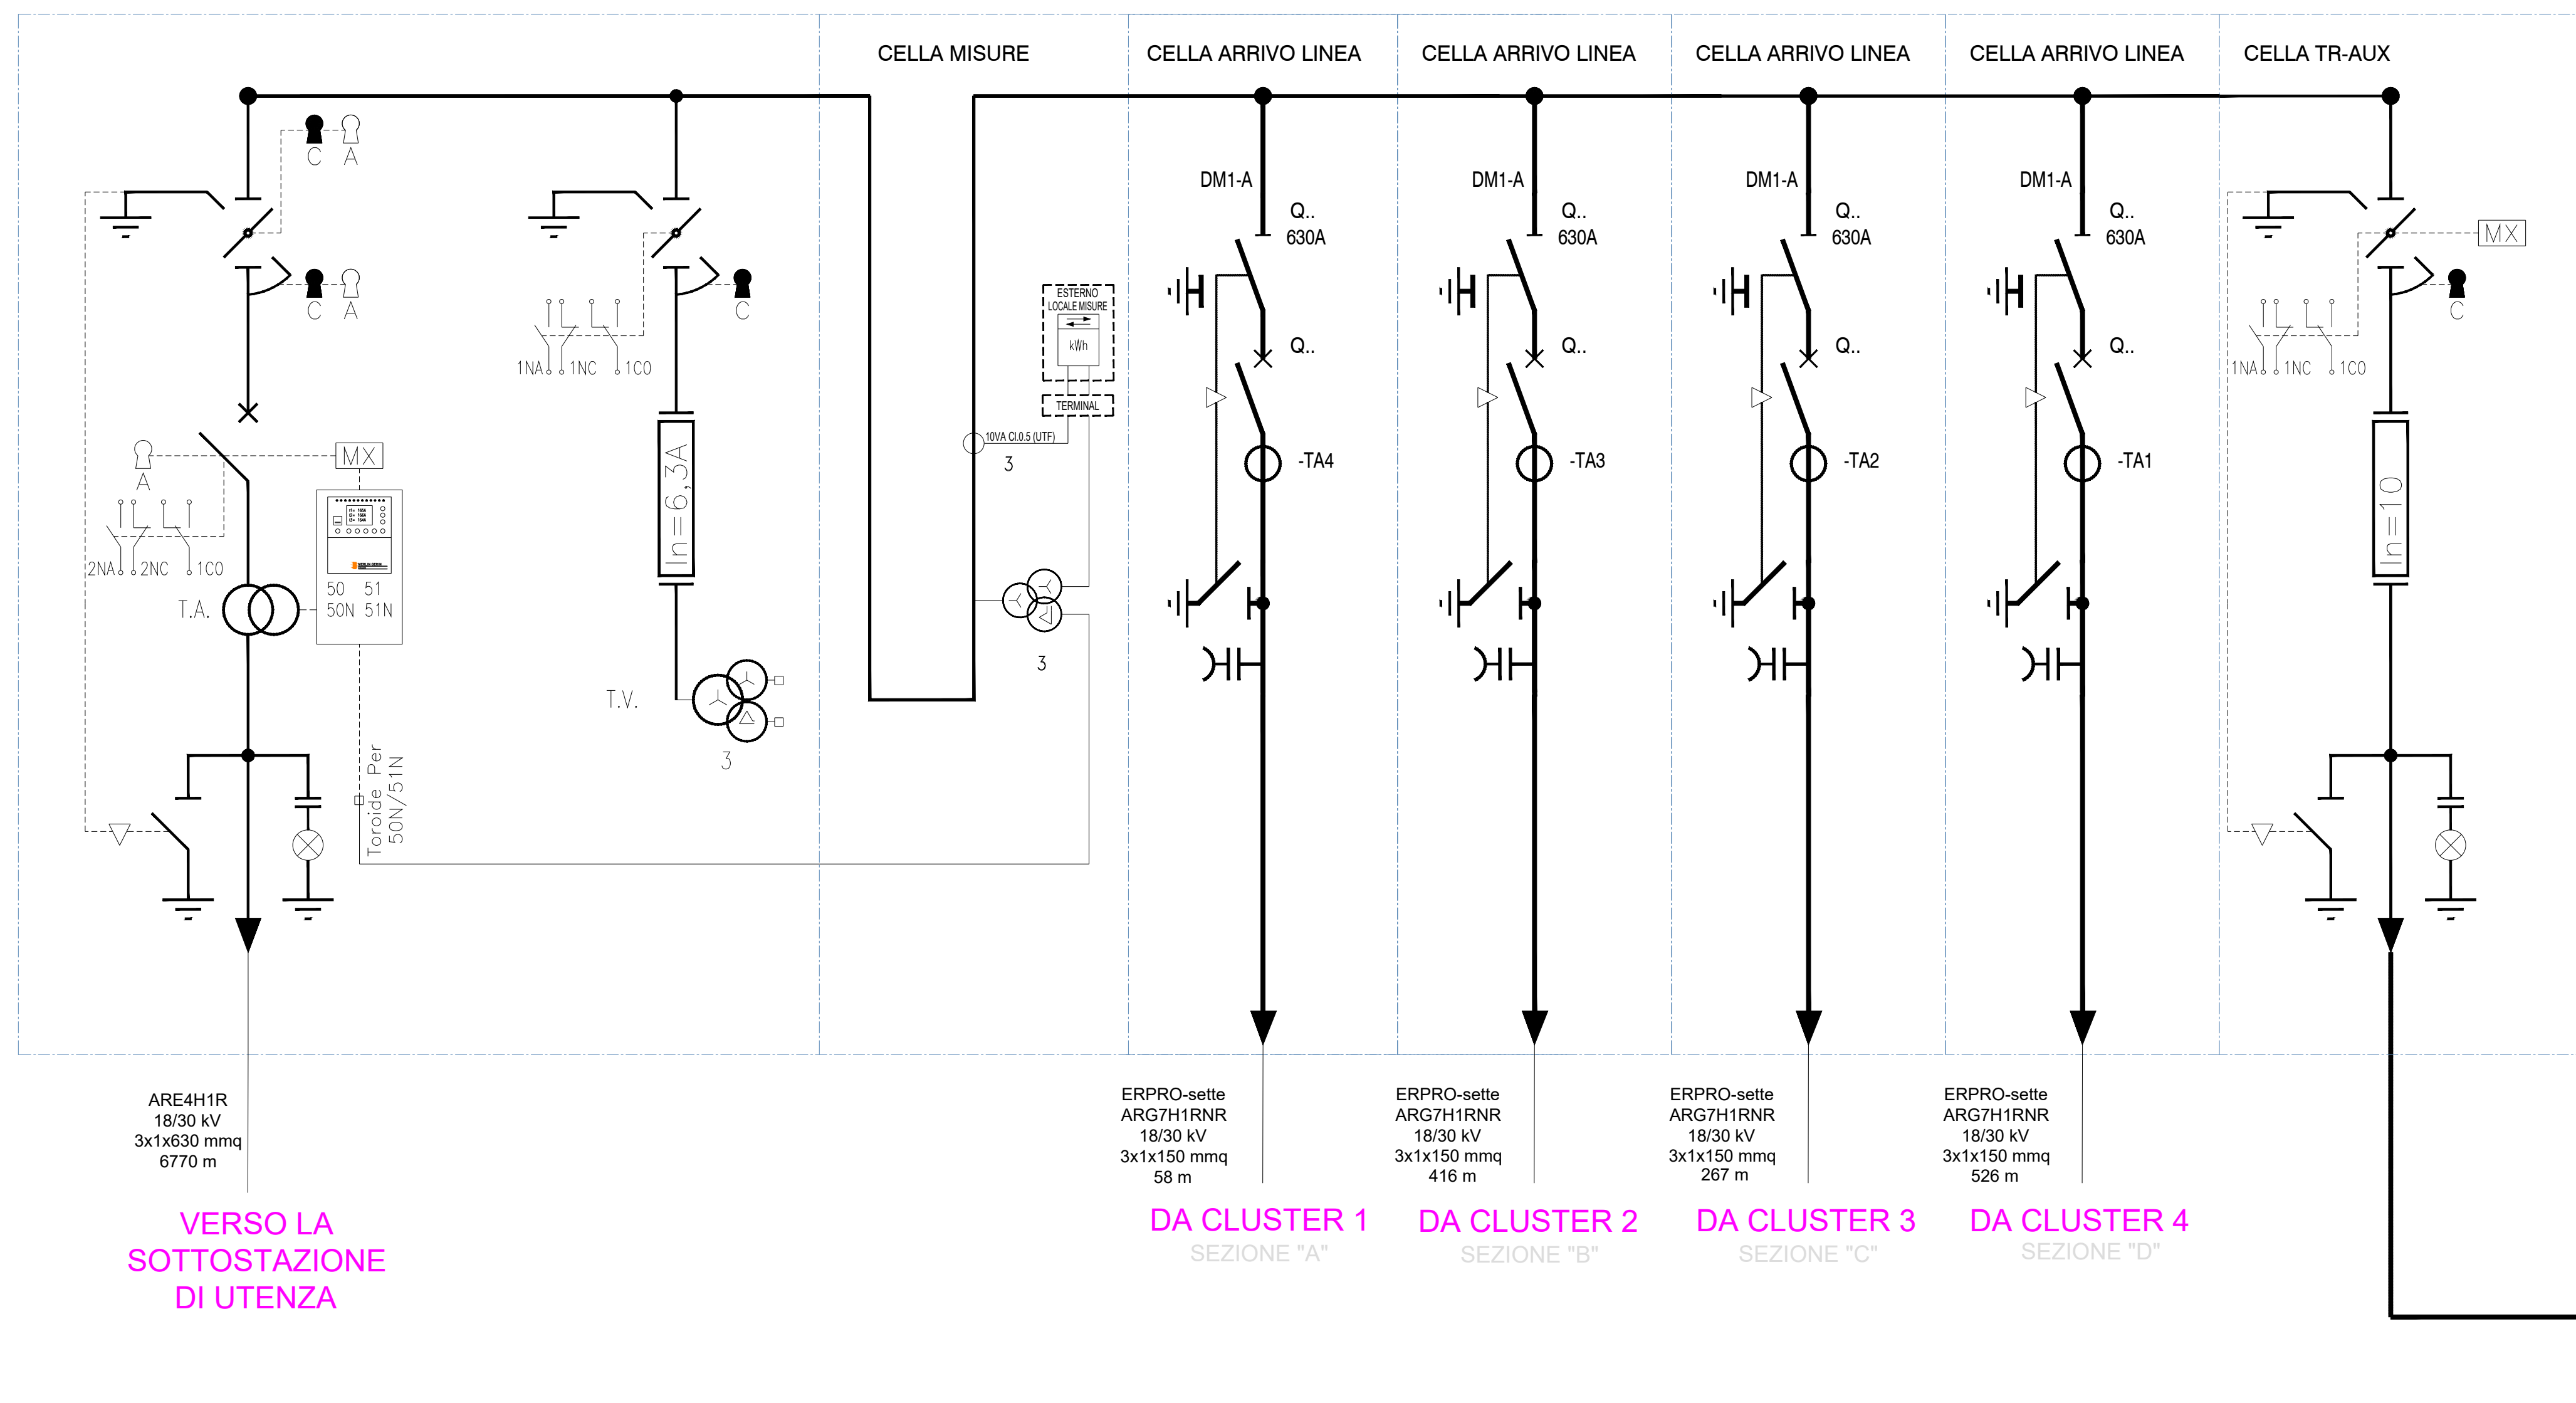 CELLA MISURE
CELLA ARRIVO LINEA
CELLA ARRIVO LINEA
CELLA ARRIVO LINEA
CELLA ARRIVO LINEA
CELLA TR-AUX
C A
C A
A
MX
2NA 2NC 1CO
50 51
50N 51N
T.A.
Toroide Per
50N/51N
C
1NA 1NC 1CO
In=6,3A
T.V.
3
ESTERNO
LOCALE MISURE
kWh
TERMINAL
10VA Cl.0.5 (UTF)
3
3
DM1-A
Q..
630A
Q..
-TA4
DM1-A
Q..
630A
Q..
-TA3
DM1-A
Q..
630A
Q..
-TA2
DM1-A
Q..
630A
Q..
-TA1
MX
C
1NA 1NC 1CO
In=10
ARE4H1R
18/30 kV
3x1x630 mmq
6770 m
VERSO LA
SOTTOSTAZIONE
DI UTENZA
ERPRO-sette
ARG7H1RNR
18/30 kV
3x1x150 mmq
58 m
DA CLUSTER 1
SEZIONE "A"
ERPRO-sette
ARG7H1RNR
18/30 kV
3x1x150 mmq
416 m
DA CLUSTER 2
SEZIONE "B"
ERPRO-sette
ARG7H1RNR
18/30 kV
3x1x150 mmq
267 m
DA CLUSTER 3
SEZIONE "C"
ERPRO-sette
ARG7H1RNR
18/30 kV
3x1x150 mmq
526 m
DA CLUSTER 4
SEZIONE "D"